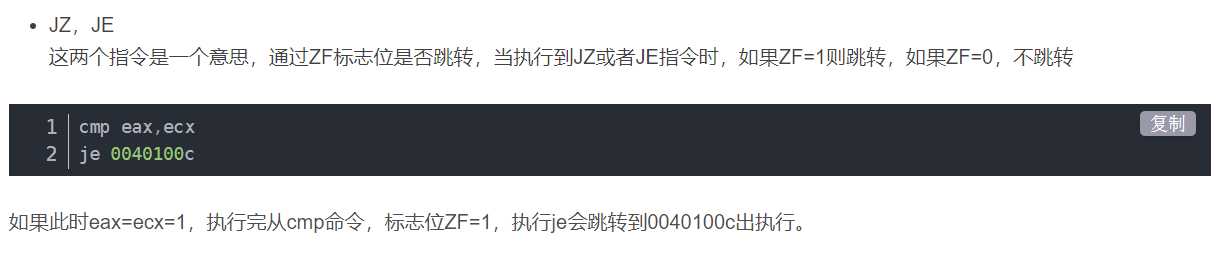 • JZ，JE
这两个指令是一个意思，通过ZF标志位是否跳转，当执行到JZ或者JE指令时，如果ZF=1则跳转，如果ZF=0，不跳转
复制
1 cmp eax,ecx
2 je 0040100c
如果此时eax=ecx=1，执行完从cmp命令，标志位ZF=1，执行je会跳转到0040100c出执行。